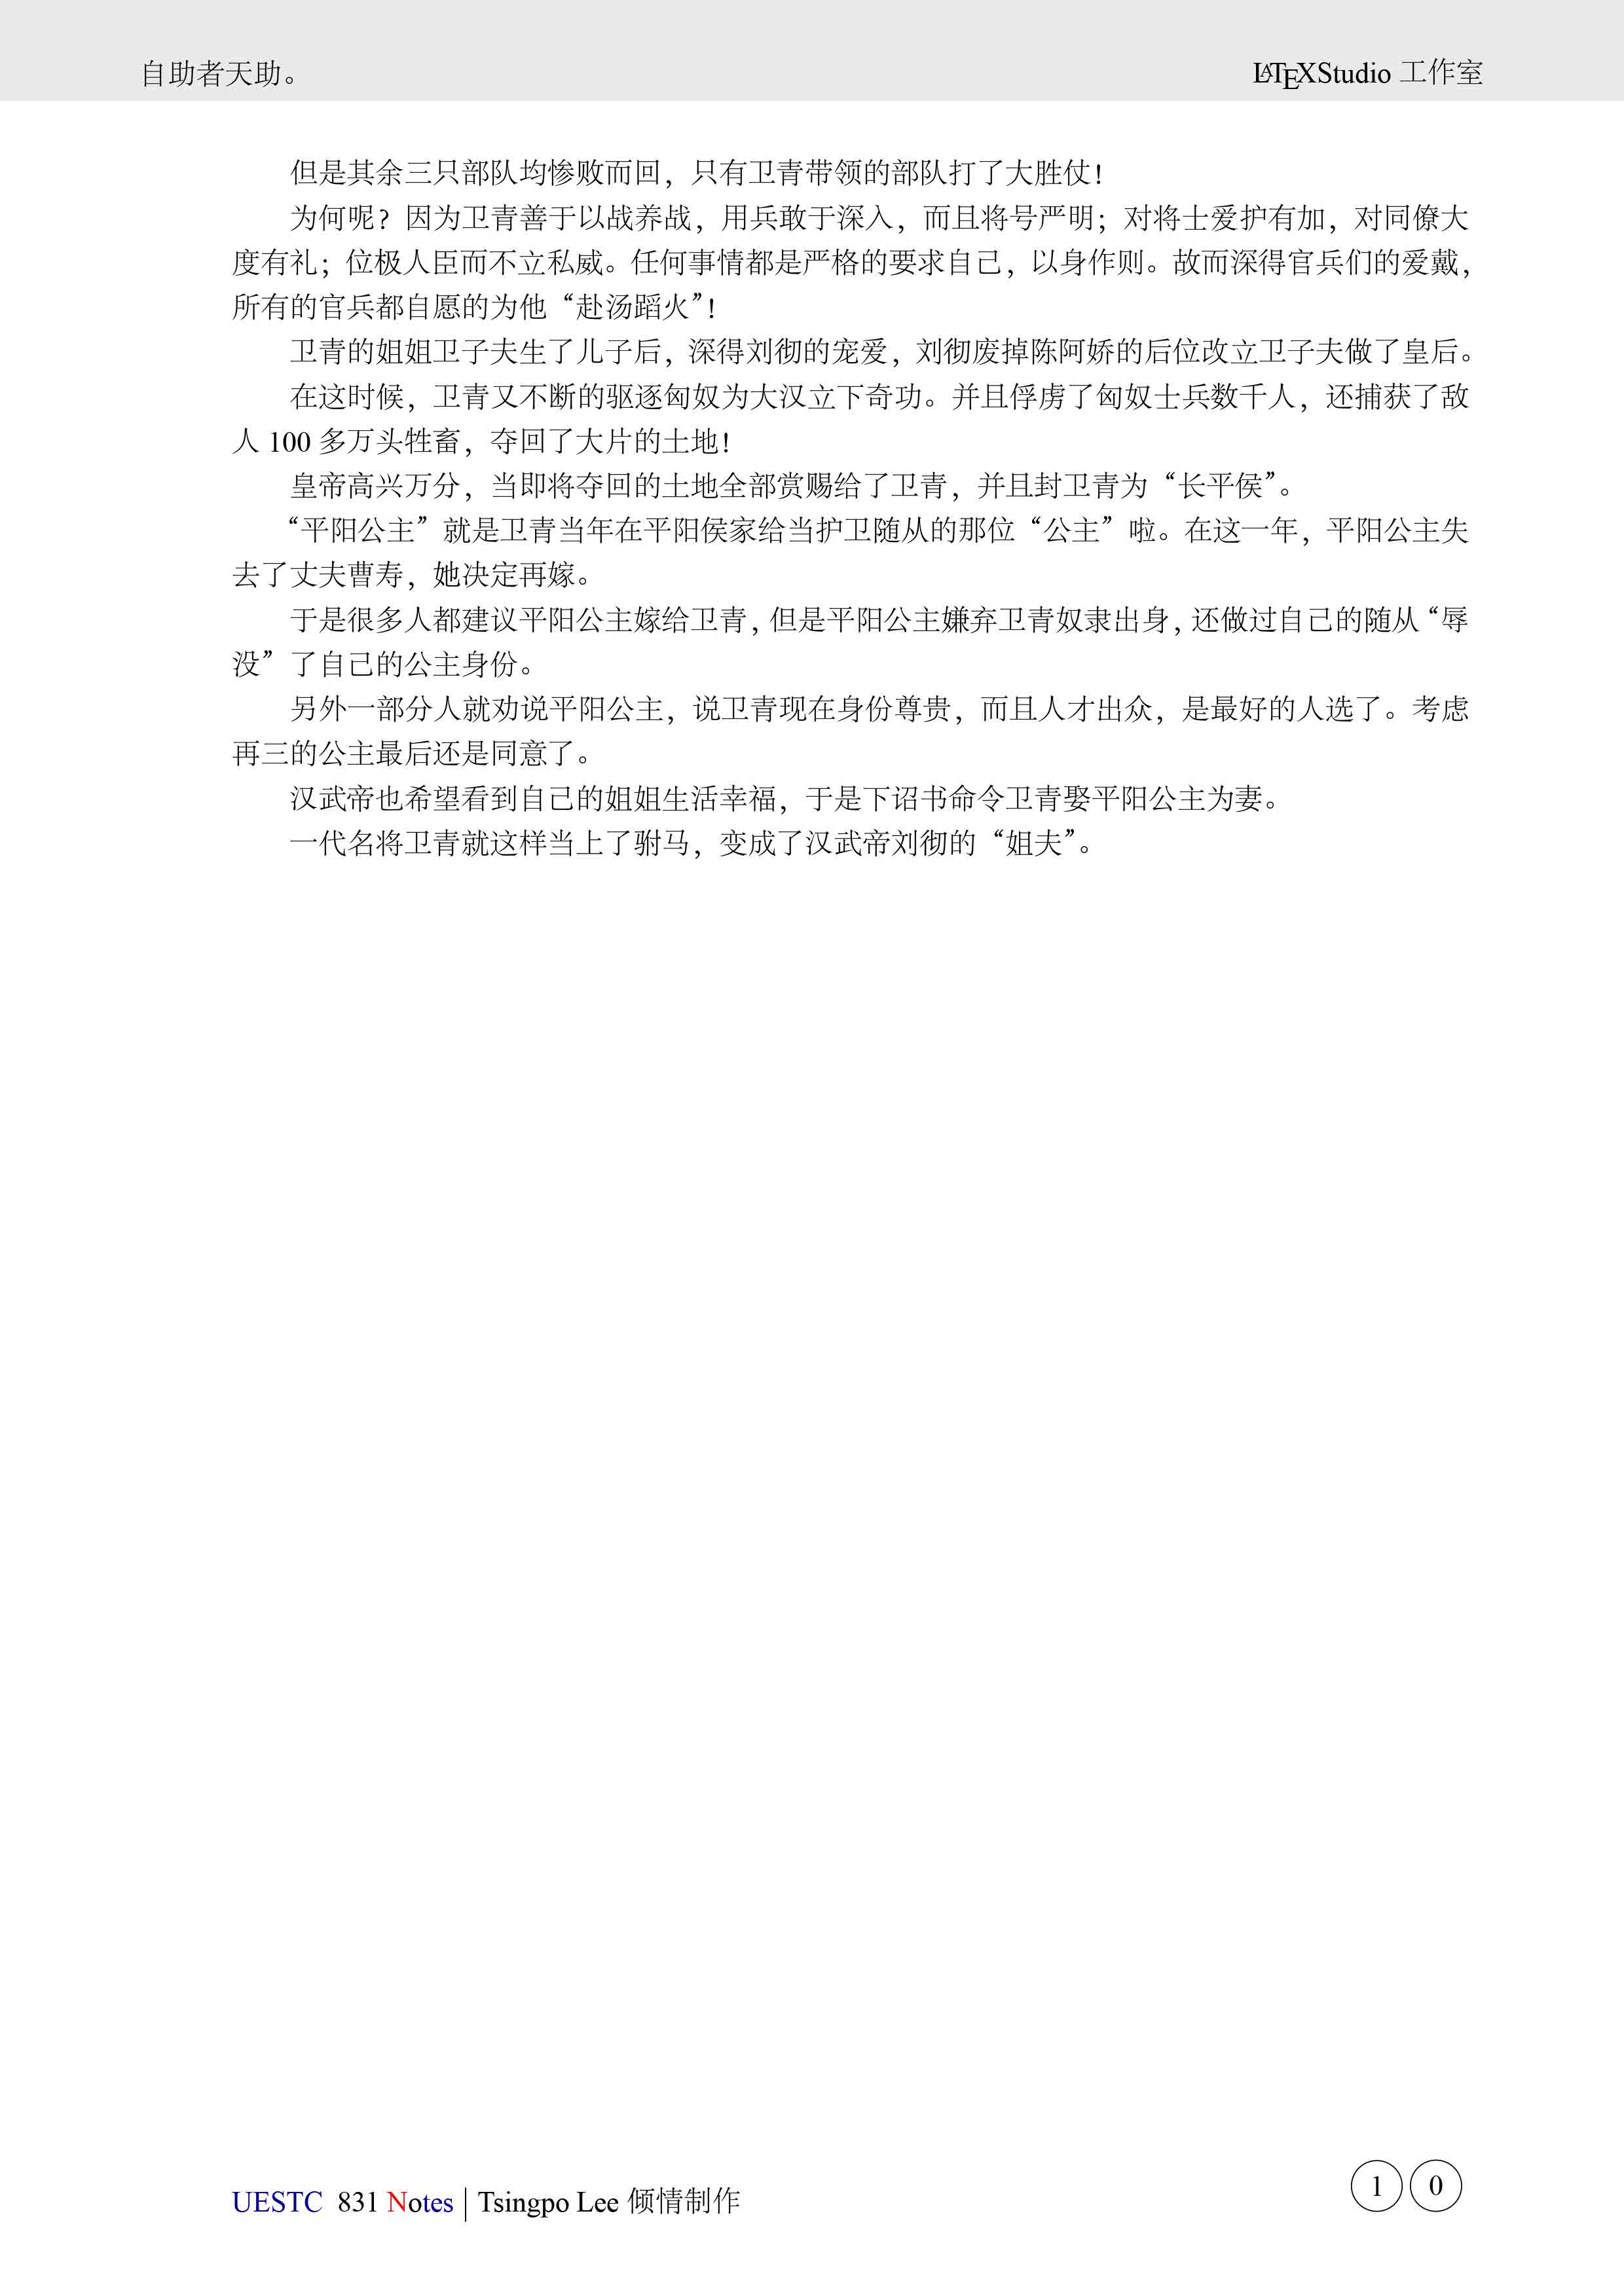 自助者天助。
LATEXStudio 工作室
但是其余三只部队均惨败而回，只有卫青带领的部队打了大胜仗！
为何呢？因为卫青善于以战养战，用兵敢于深入，而且将号严明；对将士爱护有加，对同僚大
度有礼；位极人臣而不立私威。任何事情都是严格的要求自己，以身作则。故而深得官兵们的爱戴，
所有的官兵都自愿的为他“赴汤蹈火”！
卫青的姐姐卫子夫生了儿子后，深得刘彻的宠爱，刘彻废掉陈阿娇的后位改立卫子夫做了皇后。
在这时候，卫青又不断的驱逐匈奴为大汉立下奇功。并且俘虏了匈奴士兵数千人，还捕获了敌
人 100 多万头牲畜，夺回了大片的土地！
皇帝高兴万分，当即将夺回的土地全部赏赐给了卫青，并且封卫青为“长平侯”。
“平阳公主”就是卫青当年在平阳侯家给当护卫随从的那位“公主”啦。在这一年，平阳公主失
去了丈夫曹寿，她决定再嫁。
于是很多人都建议平阳公主嫁给卫青，但是平阳公主嫌弃卫青奴隶出身，还做过自己的随从“辱
没”了自己的公主身份。
另外一部分人就劝说平阳公主，说卫青现在身份尊贵，而且人才出众，是最好的人选了。考虑
再三的公主最后还是同意了。
汉武帝也希望看到自己的姐姐生活幸福，于是下诏书命令卫青娶平阳公主为妻。
一代名将卫青就这样当上了驸马，变成了汉武帝刘彻的“姐夫”。
UESTC 831 Notes | Tsingpo Lee 倾情制作
1 0